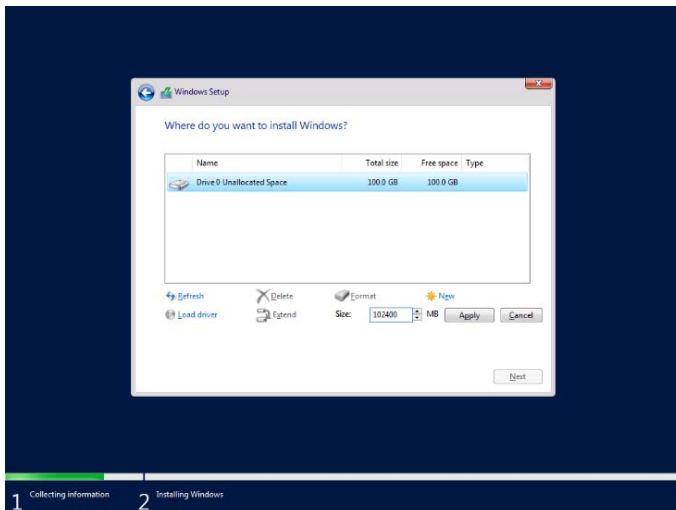 Windows Setup
Where do you want to install Windows?
Name Total size Free space Type
Drive 0 Unallocated Space 100.0 GB 100.0 GB
Refresh Delete Format New
Load driver Extend Size: 102400 MB Apply Cancel
Next
1 Collecting information 2 Installing Windows